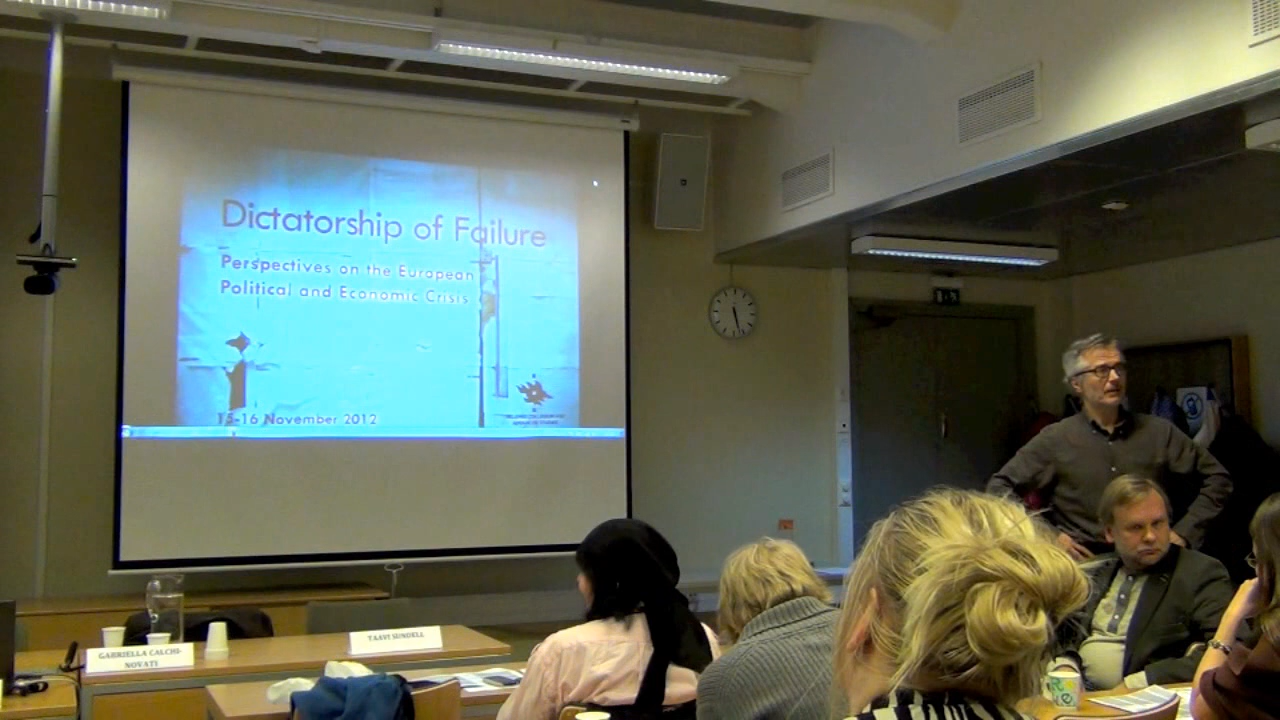 Dictatorship of Failure
Perspectives on the European
Political and Economic Crisis
15-16 November 2012
GABRIELLA CALCHI-
NOVATI
TAAVI SUNDELL